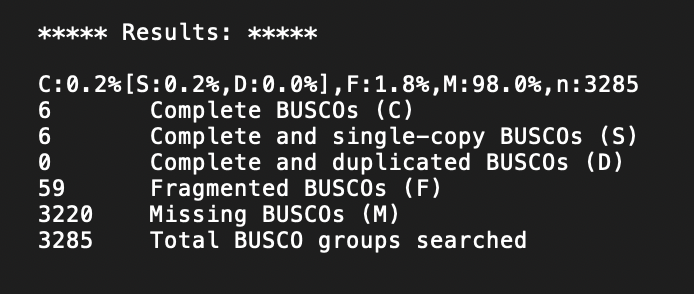 ***** Results: *****
C:0.2%[S:0.2%,D:0.0%],F:1.8%,M:98.0%,n:3285
6 Complete BUSCOs (C)
6 Complete and single-copy BUSCOs (S)
0 Complete and duplicated BUSCOs (D)
59 Fragmented BUSCOs (F)
3220 Missing BUSCOs (M)
3285 Total BUSCO groups searched